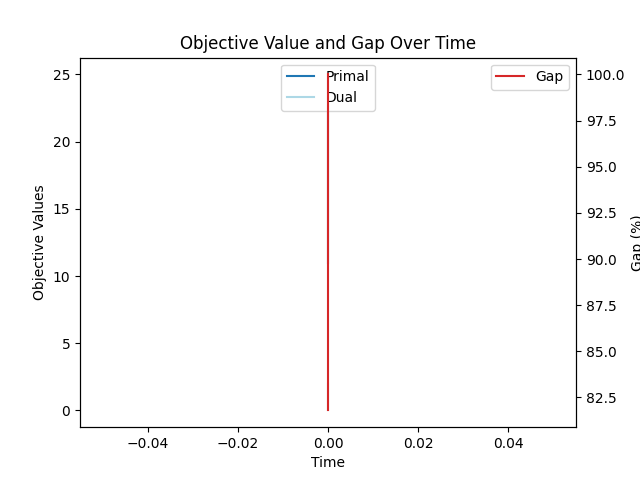 Objective Value and Gap Over Time
Primal
Dual
Gap
25
20
15
10
5
0
Objective Values
100.0
97.5
95.0
92.5
90.0
87.5
85.0
82.5
Gap (%)
−0.04
−0.02
0.00
0.02
0.04
Time